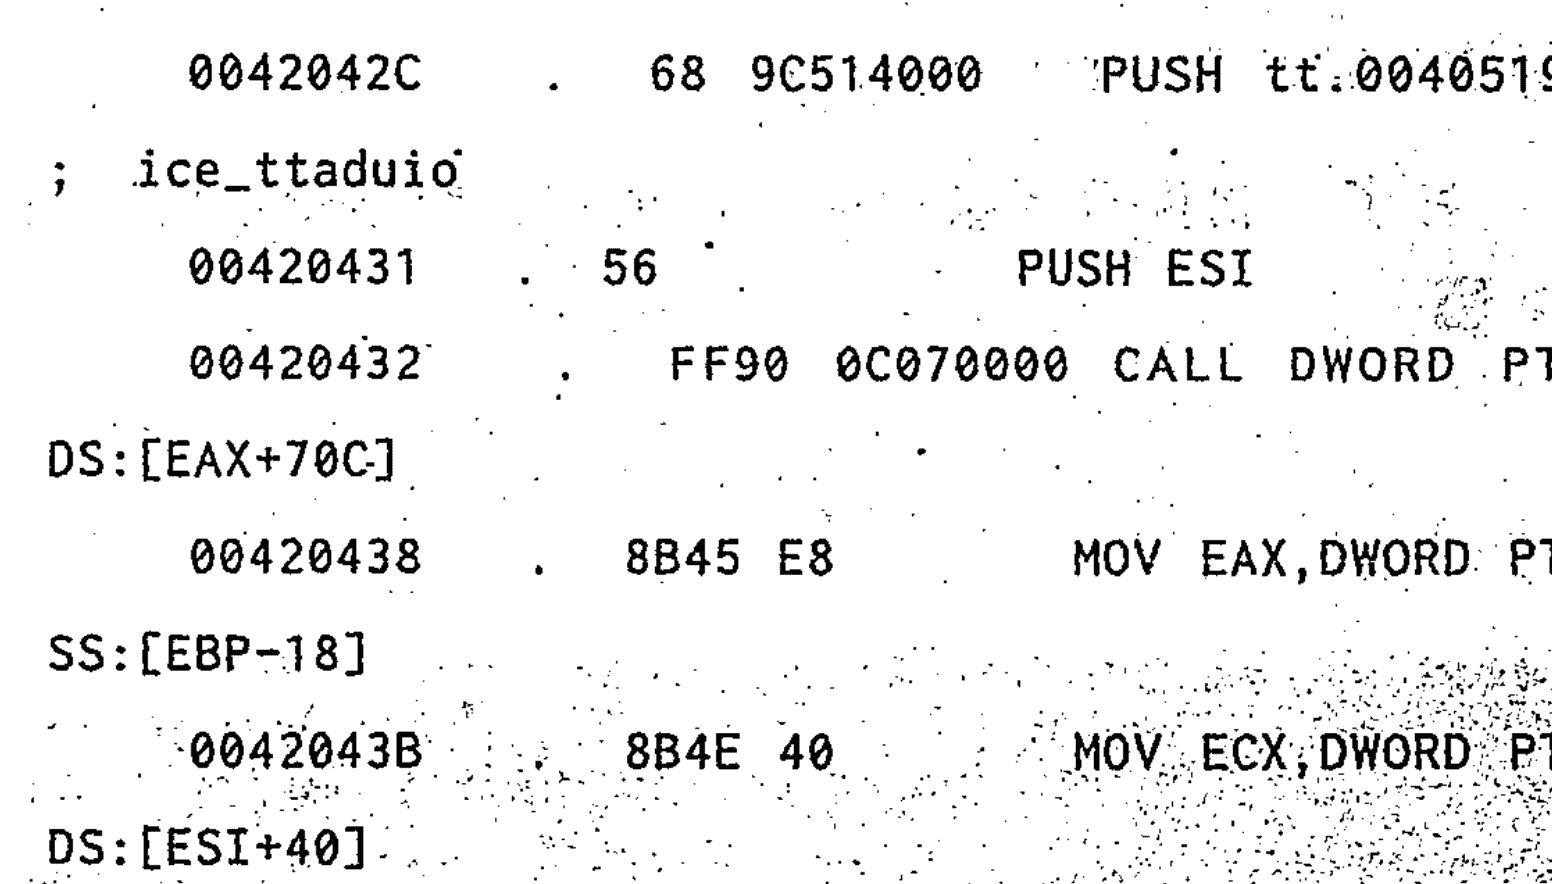 0042042C . 68 9C514000 PUSH tt.0040519
; ice_ttaduio
00420431 . 56 PUSH ESI
00420432 . FF90 0C070000 CALL DWORD PT
DS:[EAX+70C]
00420438 . 8B45 E8 MOV EAX,DWORD PT
SS:[EBP-18]
0042043B . 8B4E 40 MOV ECX,DWORD PT
DS:[ESI+40]